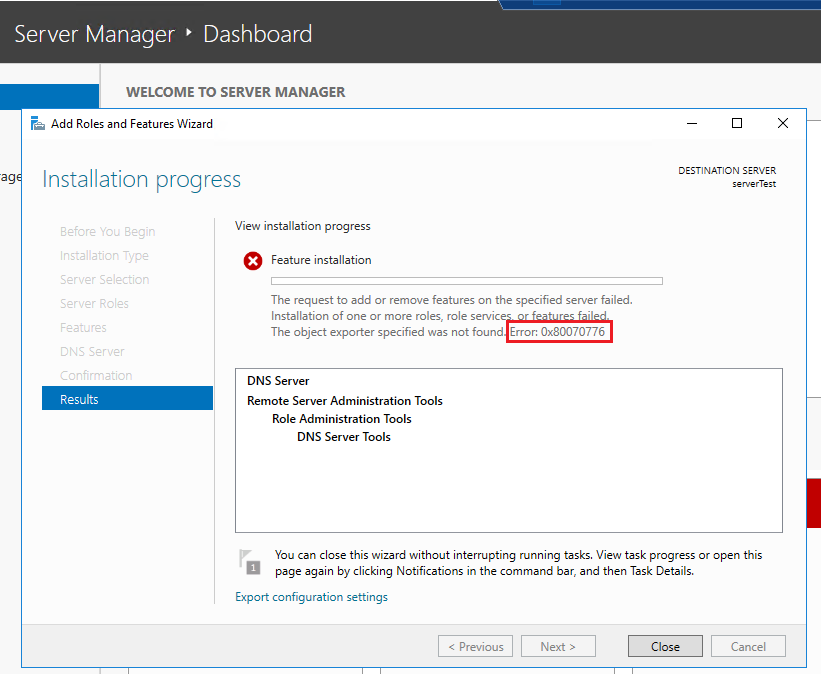 Server Manager ‣ Dashboard
WELCOME TO SERVER MANAGER
Add Roles and Features Wizard
Installation progress
DESTINATION SERVER
serverTest
Before You Begin
Installation Type
Server Selection
Server Roles
Features
DNS Server
Confirmation
Results
View installation progress
Feature installation
The request to add or remove features on the specified server failed.
Installation of one or more roles, role services, or features failed.
The object exporter specified was not found. Error: 0x80070776
DNS Server
Remote Server Administration Tools
Role Administration Tools
DNS Server Tools
1
You can close this wizard without interrupting running tasks. View task progress or open this
page again by clicking Notifications in the command bar, and then Task Details.
Export configuration settings
< Previous
Next >
Close
Cancel